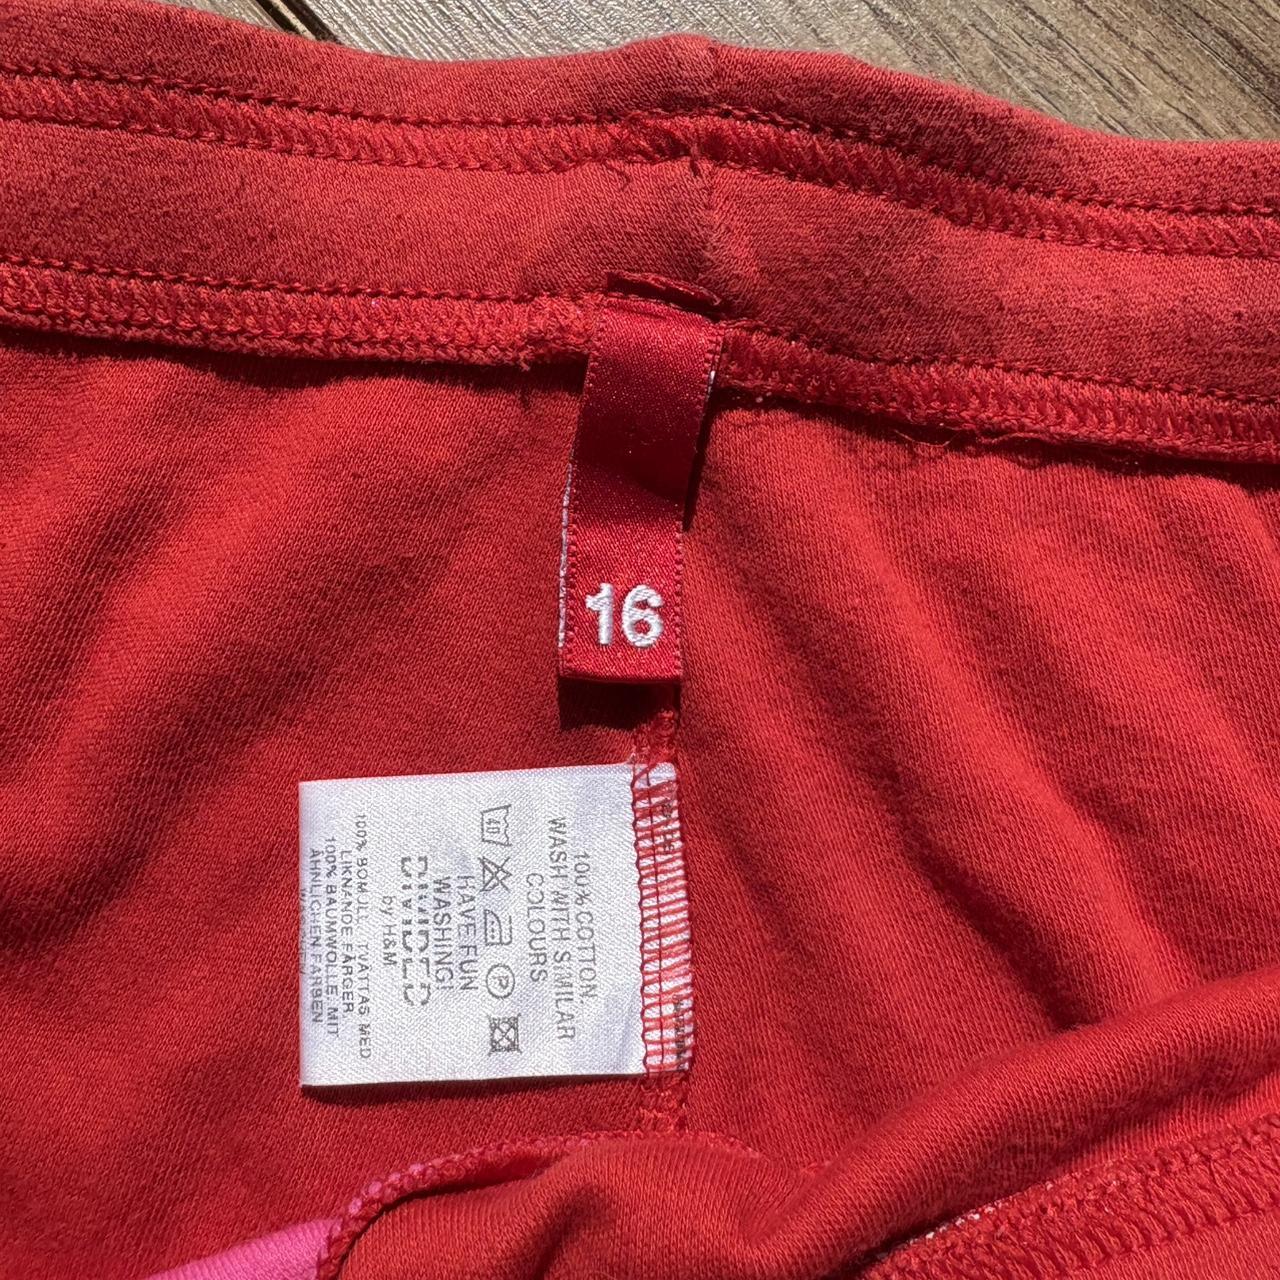 16
100% COTTON.
WASH WITH SIMILAR
COLOURS
40
P
HAVE FUN
WASHING!
DIVIDED
by H&M
100% BOMULL. TVÄTTAS MED
LIKNANDE FÄRGER
100% BAUMWOLLE. MIT
ÄHNLICHEN FARBEN